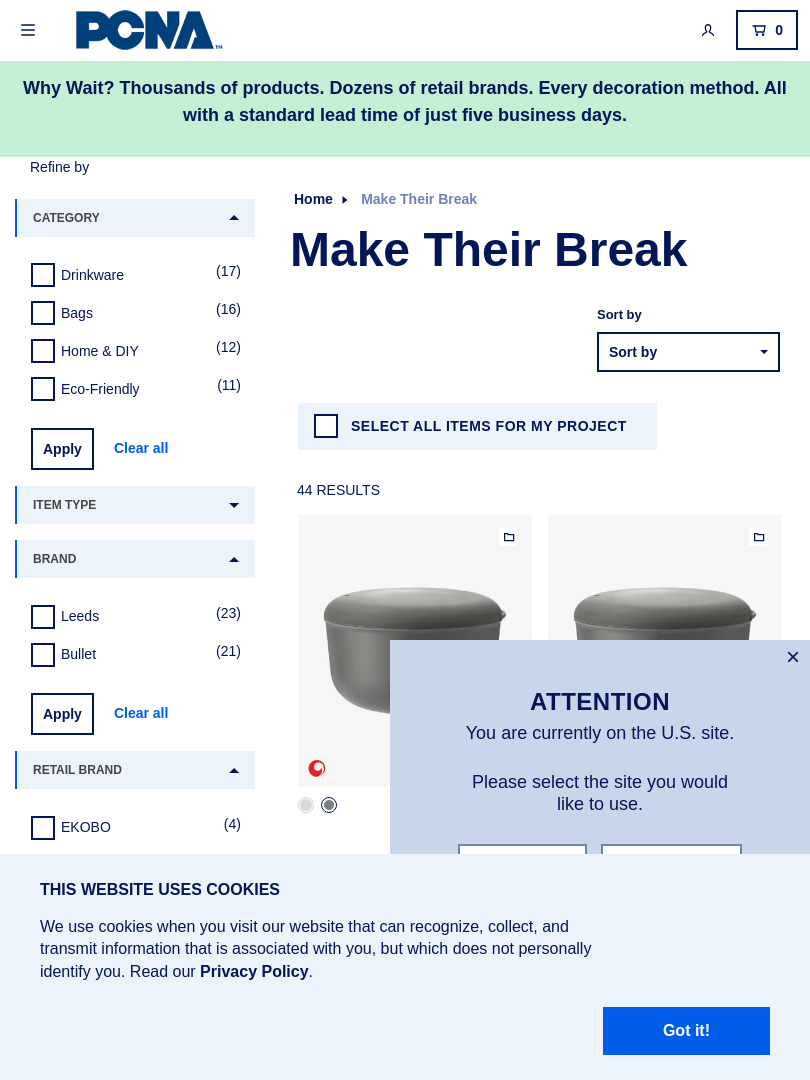 PCNA™
0
Why Wait? Thousands of products. Dozens of retail brands. Every decoration method. All
with a standard lead time of just five business days.
Refine by
Home
Make Their Break
CATEGORY
Make Their Break
Drinkware
(17)
Bags
(16)
Home & DIY
(12)
Eco-Friendly
(11)
Sort by
Sort by
SELECT ALL ITEMS FOR MY PROJECT
Apply
Clear all
44 RESULTS
ITEM TYPE
BRAND
Leeds
(23)
Bullet
(21)
Apply
Clear all
RETAIL BRAND
EKOBO
(4)
×
ATTENTION
You are currently on the U.S. site.
Please select the site you would
like to use.
THIS WEBSITE USES COOKIES
We use cookies when you visit our website that can recognize, collect, and
transmit information that is associated with you, but which does not personally
identify you. Read our Privacy Policy.
Got it!